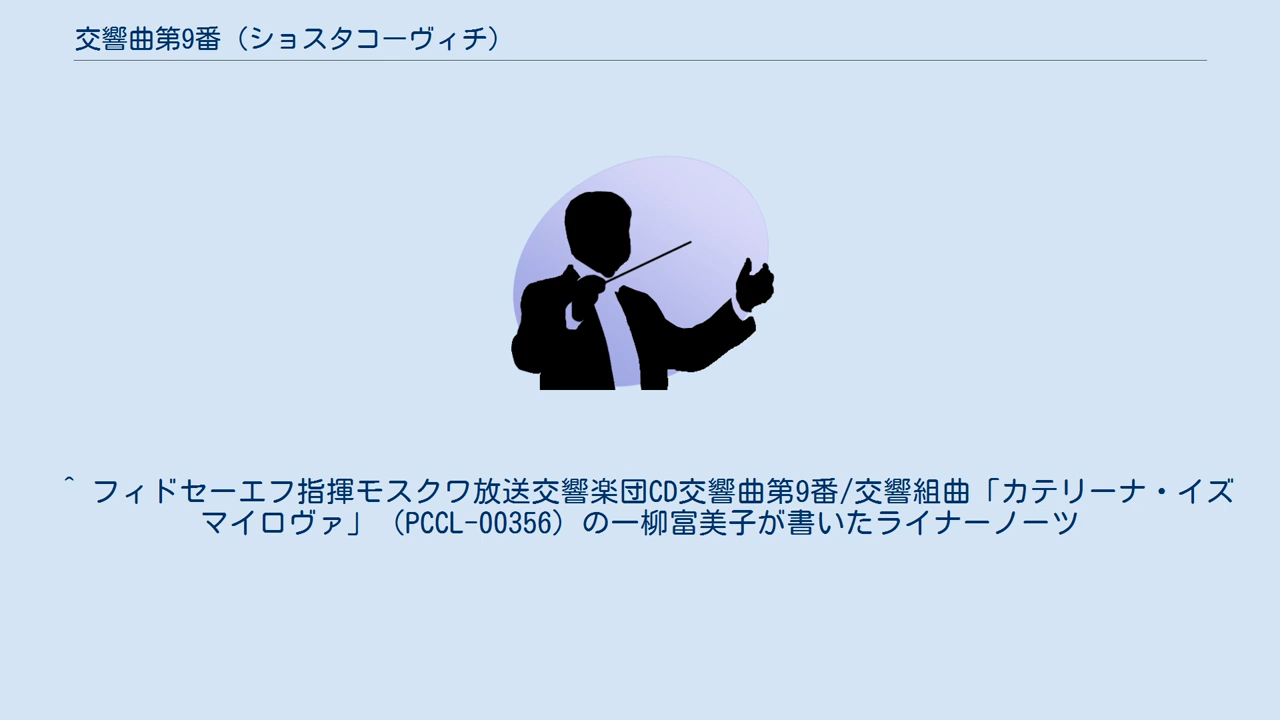 交響曲第9番（ショスタコーヴィチ）
^ フィドセーエフ指揮モスクワ放送交響楽団CD交響曲第9番/交響組曲「カテリーナ・イズ
マイロヴァ」（PCCL-00356）の一柳富美子が書いたライナーノーツ